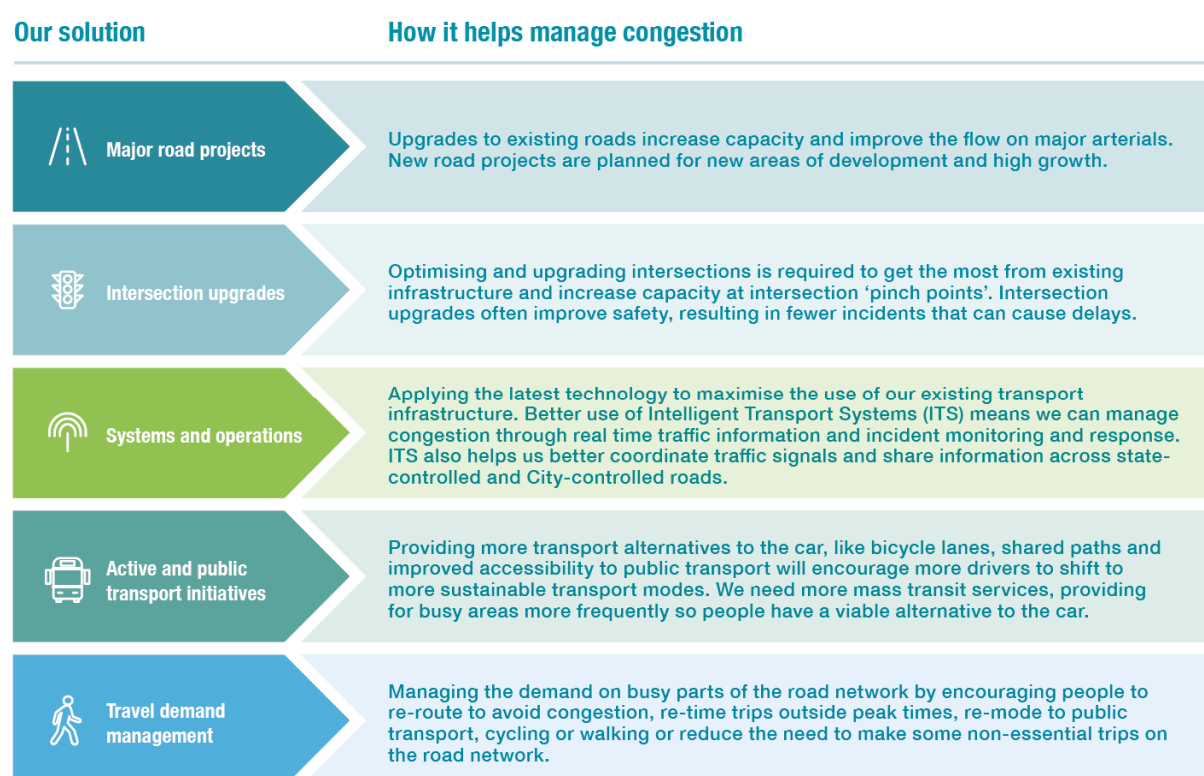 Our solution
How it helps manage congestion
Major road projects
Upgrades to existing roads increase capacity and improve the flow on major arterials.
New road projects are planned for new areas of development and high growth.
Intersection upgrades
Optimising and upgrading intersections is required to get the most from existing
infrastructure and increase capacity at intersection ‘pinch points’. Intersection
upgrades often improve safety, resulting in fewer incidents that can cause delays.
Systems and operations
Applying the latest technology to maximise the use of our existing transport
infrastructure. Better use of Intelligent Transport Systems (ITS) means we can manage
congestion through real time traffic information and incident monitoring and response.
ITS also helps us better coordinate traffic signals and share information across state-
controlled and City-controlled roads.
Active and public
transport initiatives
Providing more transport alternatives to the car, like bicycle lanes, shared paths and
improved accessibility to public transport will encourage more drivers to shift to
more sustainable transport modes. We need more mass transit services, providing
for busy areas more frequently so people have a viable alternative to the car.
Travel demand
management
Managing the demand on busy parts of the road network by encouraging people to
re-route to avoid congestion, re-time trips outside peak times, re-mode to public
transport, cycling or walking or reduce the need to make some non-essential trips on
the road network.